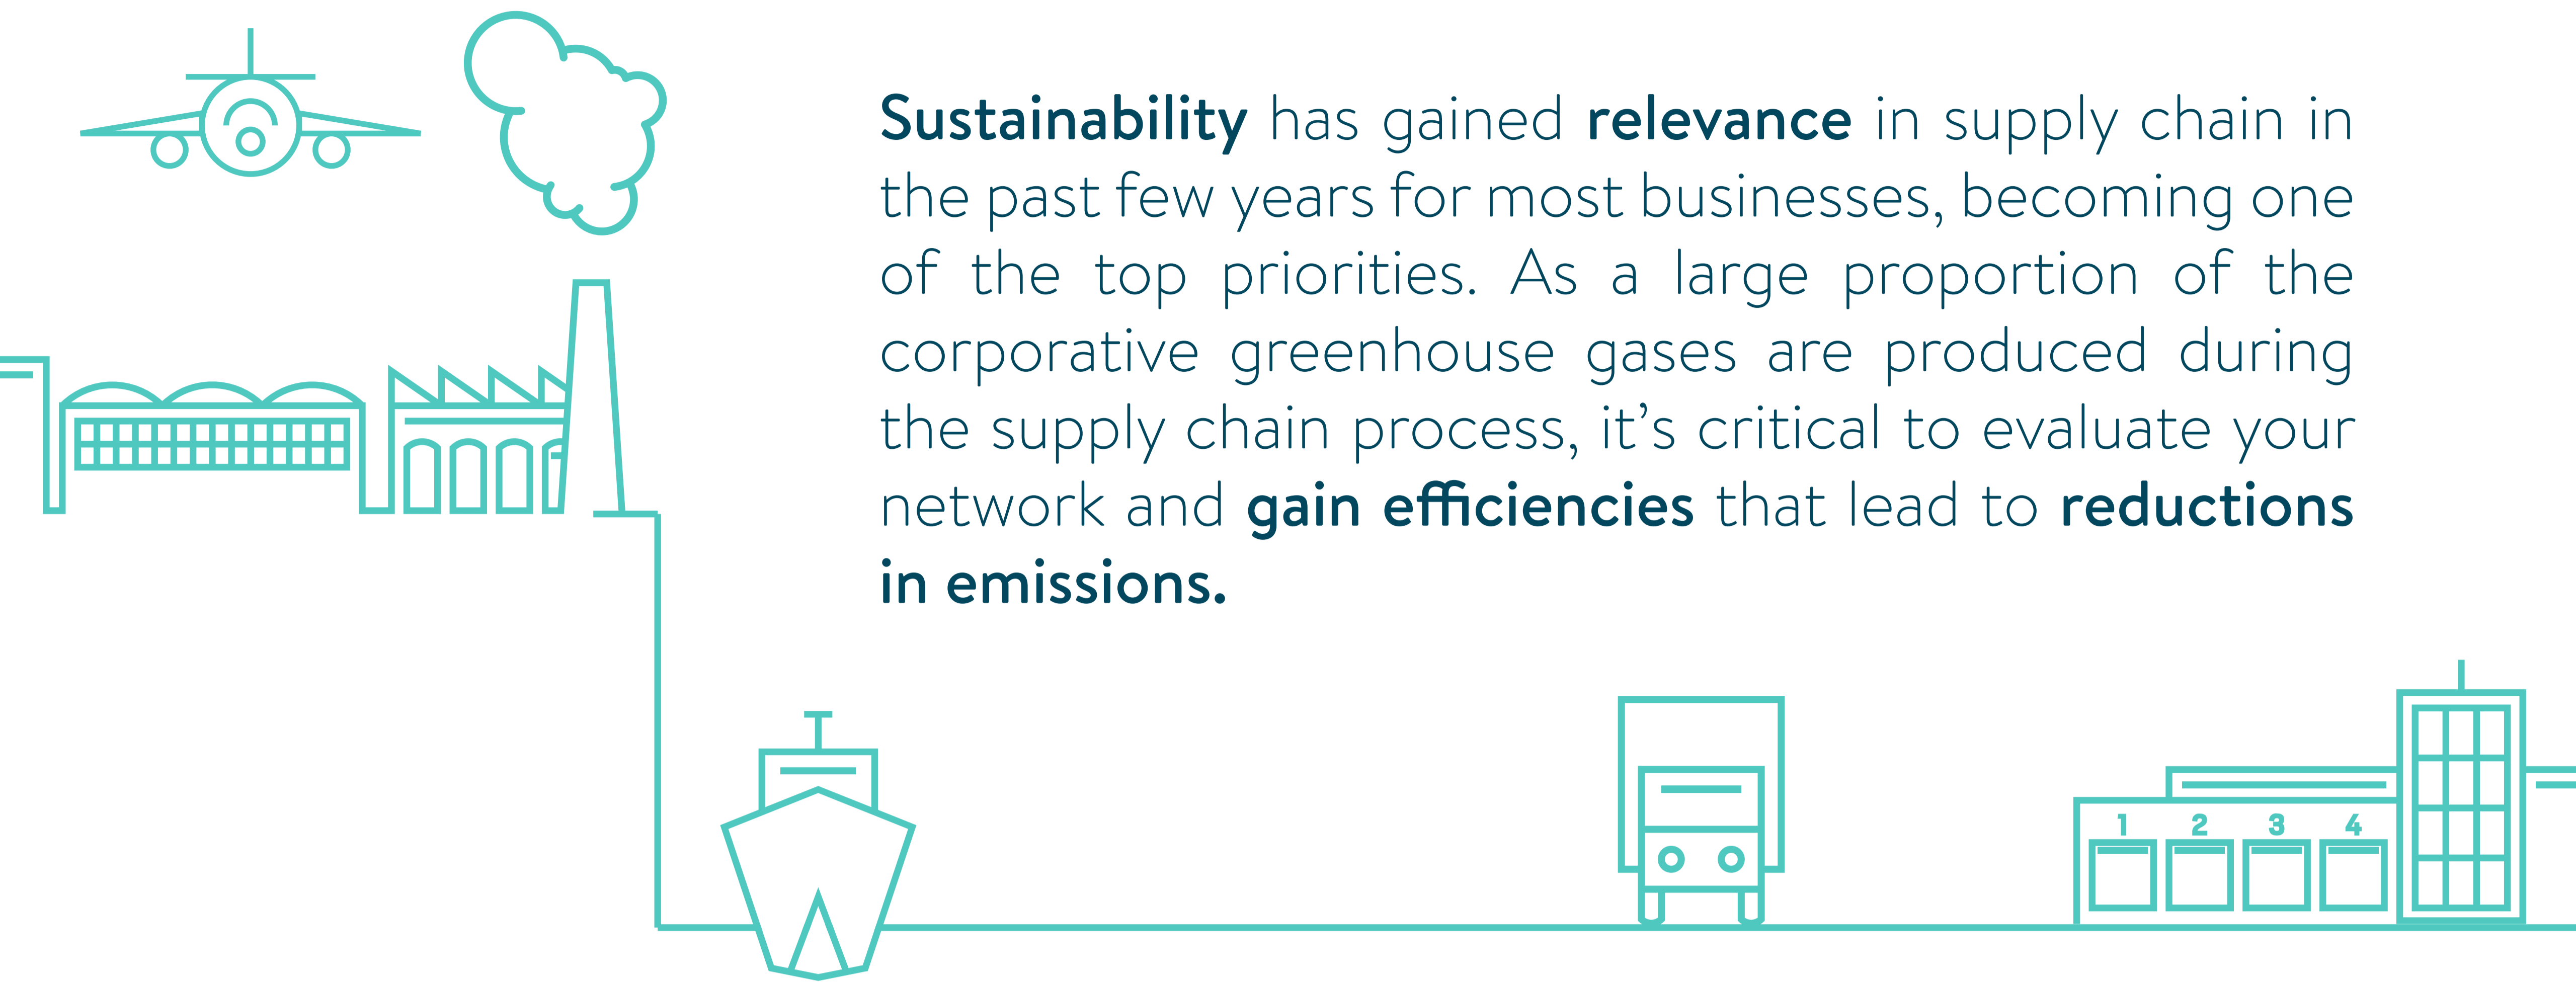 Sustainability has gained relevance in supply chain in
the past few years for most businesses, becoming one
of the top priorities. As a large proportion of the
corporative greenhouse gases are produced during
the supply chain process, it’s critical to evaluate your
network and gain efficiencies that lead to reductions
in emissions.
1 2 3 4